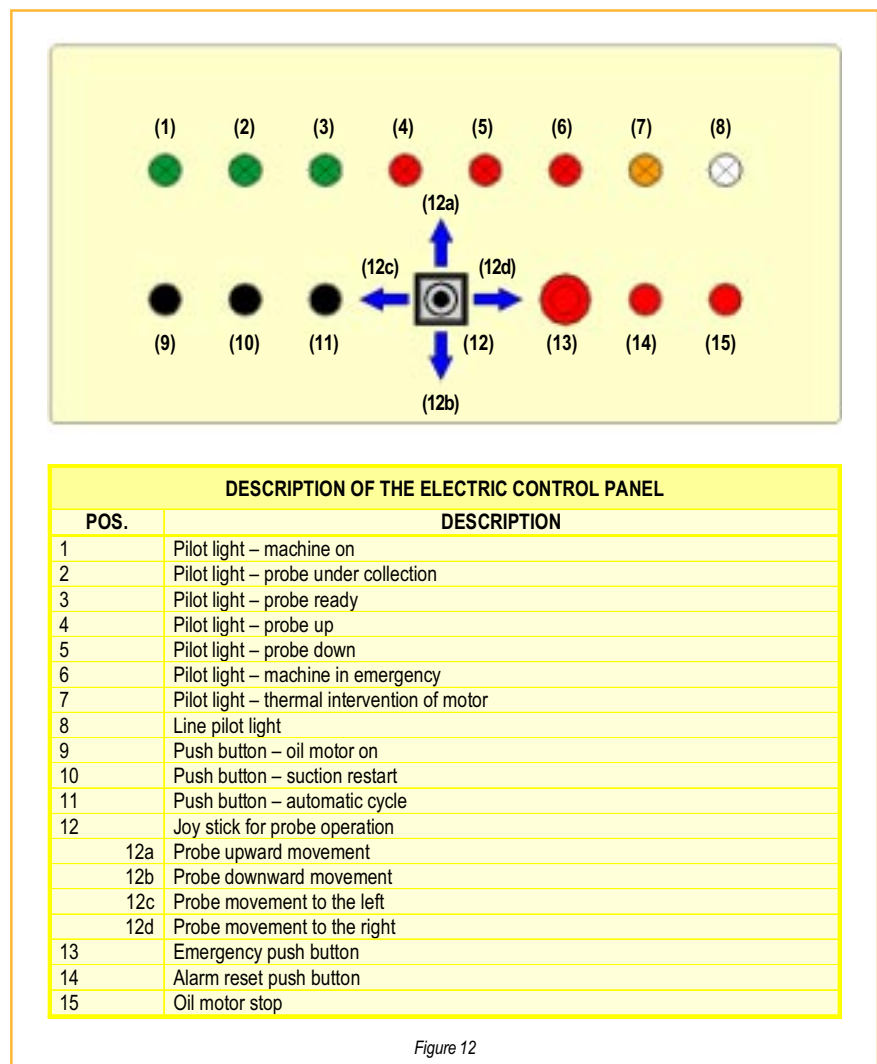 (1) (2) (3) (4) (5) (6) (7) (8)
(12a)
(12c) (12d)
(9) (10) (11) (12) (13) (14) (15)
(12b)
DESCRIPTION OF THE ELECTRIC CONTROL PANEL
POS. DESCRIPTION
1 Pilot light – machine on
2 Pilot light – probe under collection
3 Pilot light – probe ready
4 Pilot light – probe up
5 Pilot light – probe down
6 Pilot light – machine in emergency
7 Pilot light – thermal intervention of motor
8 Line pilot light
9 Push button – oil motor on
10 Push button – suction restart
11 Push button – automatic cycle
12 Joy stick for probe operation
12a Probe upward movement
12b Probe downward movement
12c Probe movement to the left
12d Probe movement to the right
13 Emergency push button
14 Alarm reset push button
15 Oil motor stop
Figure 12